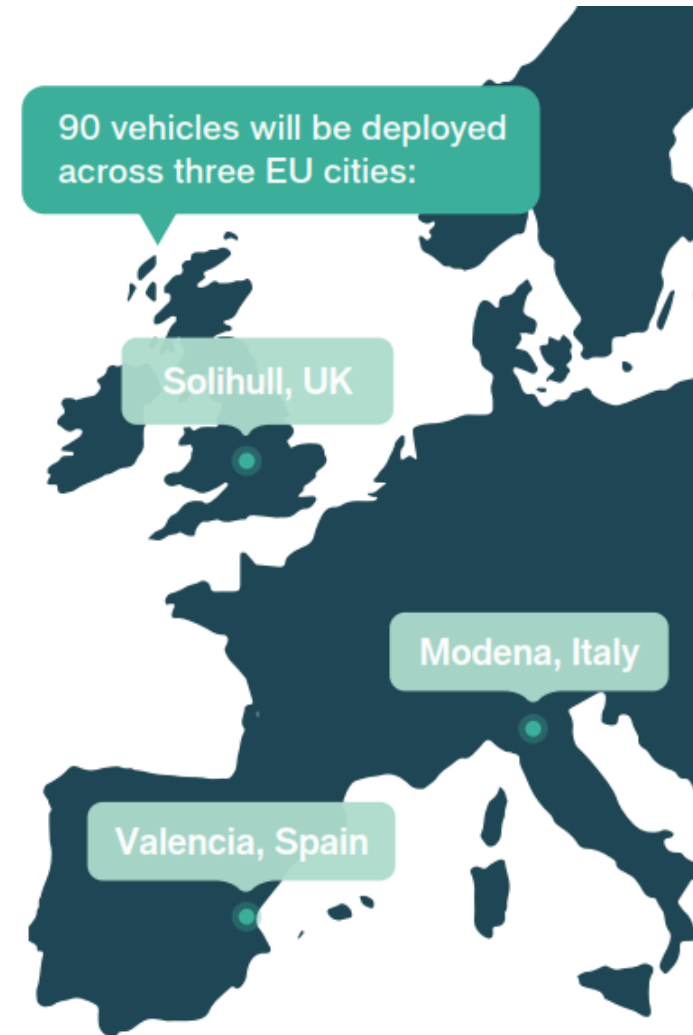 90 vehicles will be deployed
across three EU cities:
Solihull, UK
Modena, Italy
Valencia, Spain